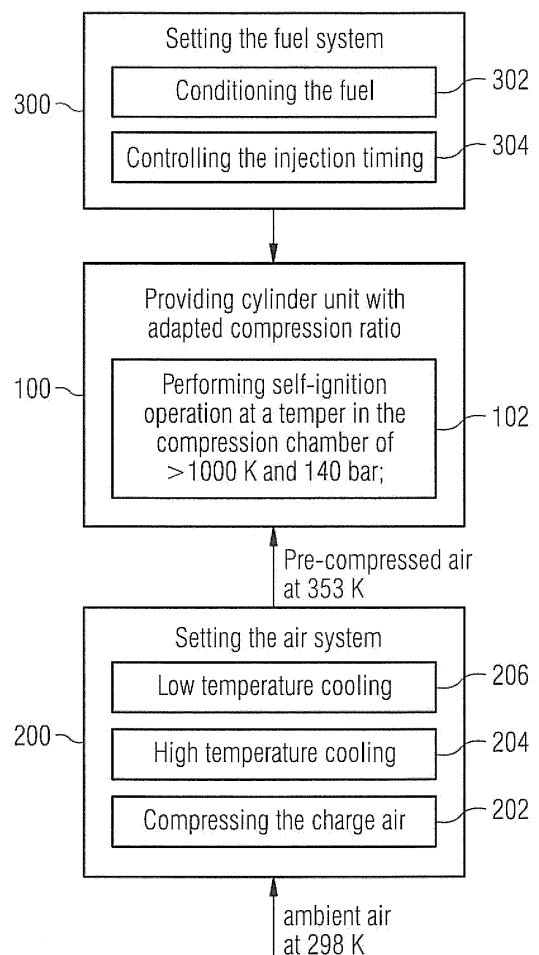 Setting the fuel system
Conditioning the fuel
302
300
Controlling the injection timing
304
Providing cylinder unit with
adapted compression ratio
100
Performing self-ignition
operation at a temper in the
compression chamber of
>1000 K and 140 bar;
102
Pre-compressed air
at 353 K
Setting the air system
Low temperature cooling
206
200
High temperature cooling
204
Compressing the charge air
202
ambient air
at 298 K